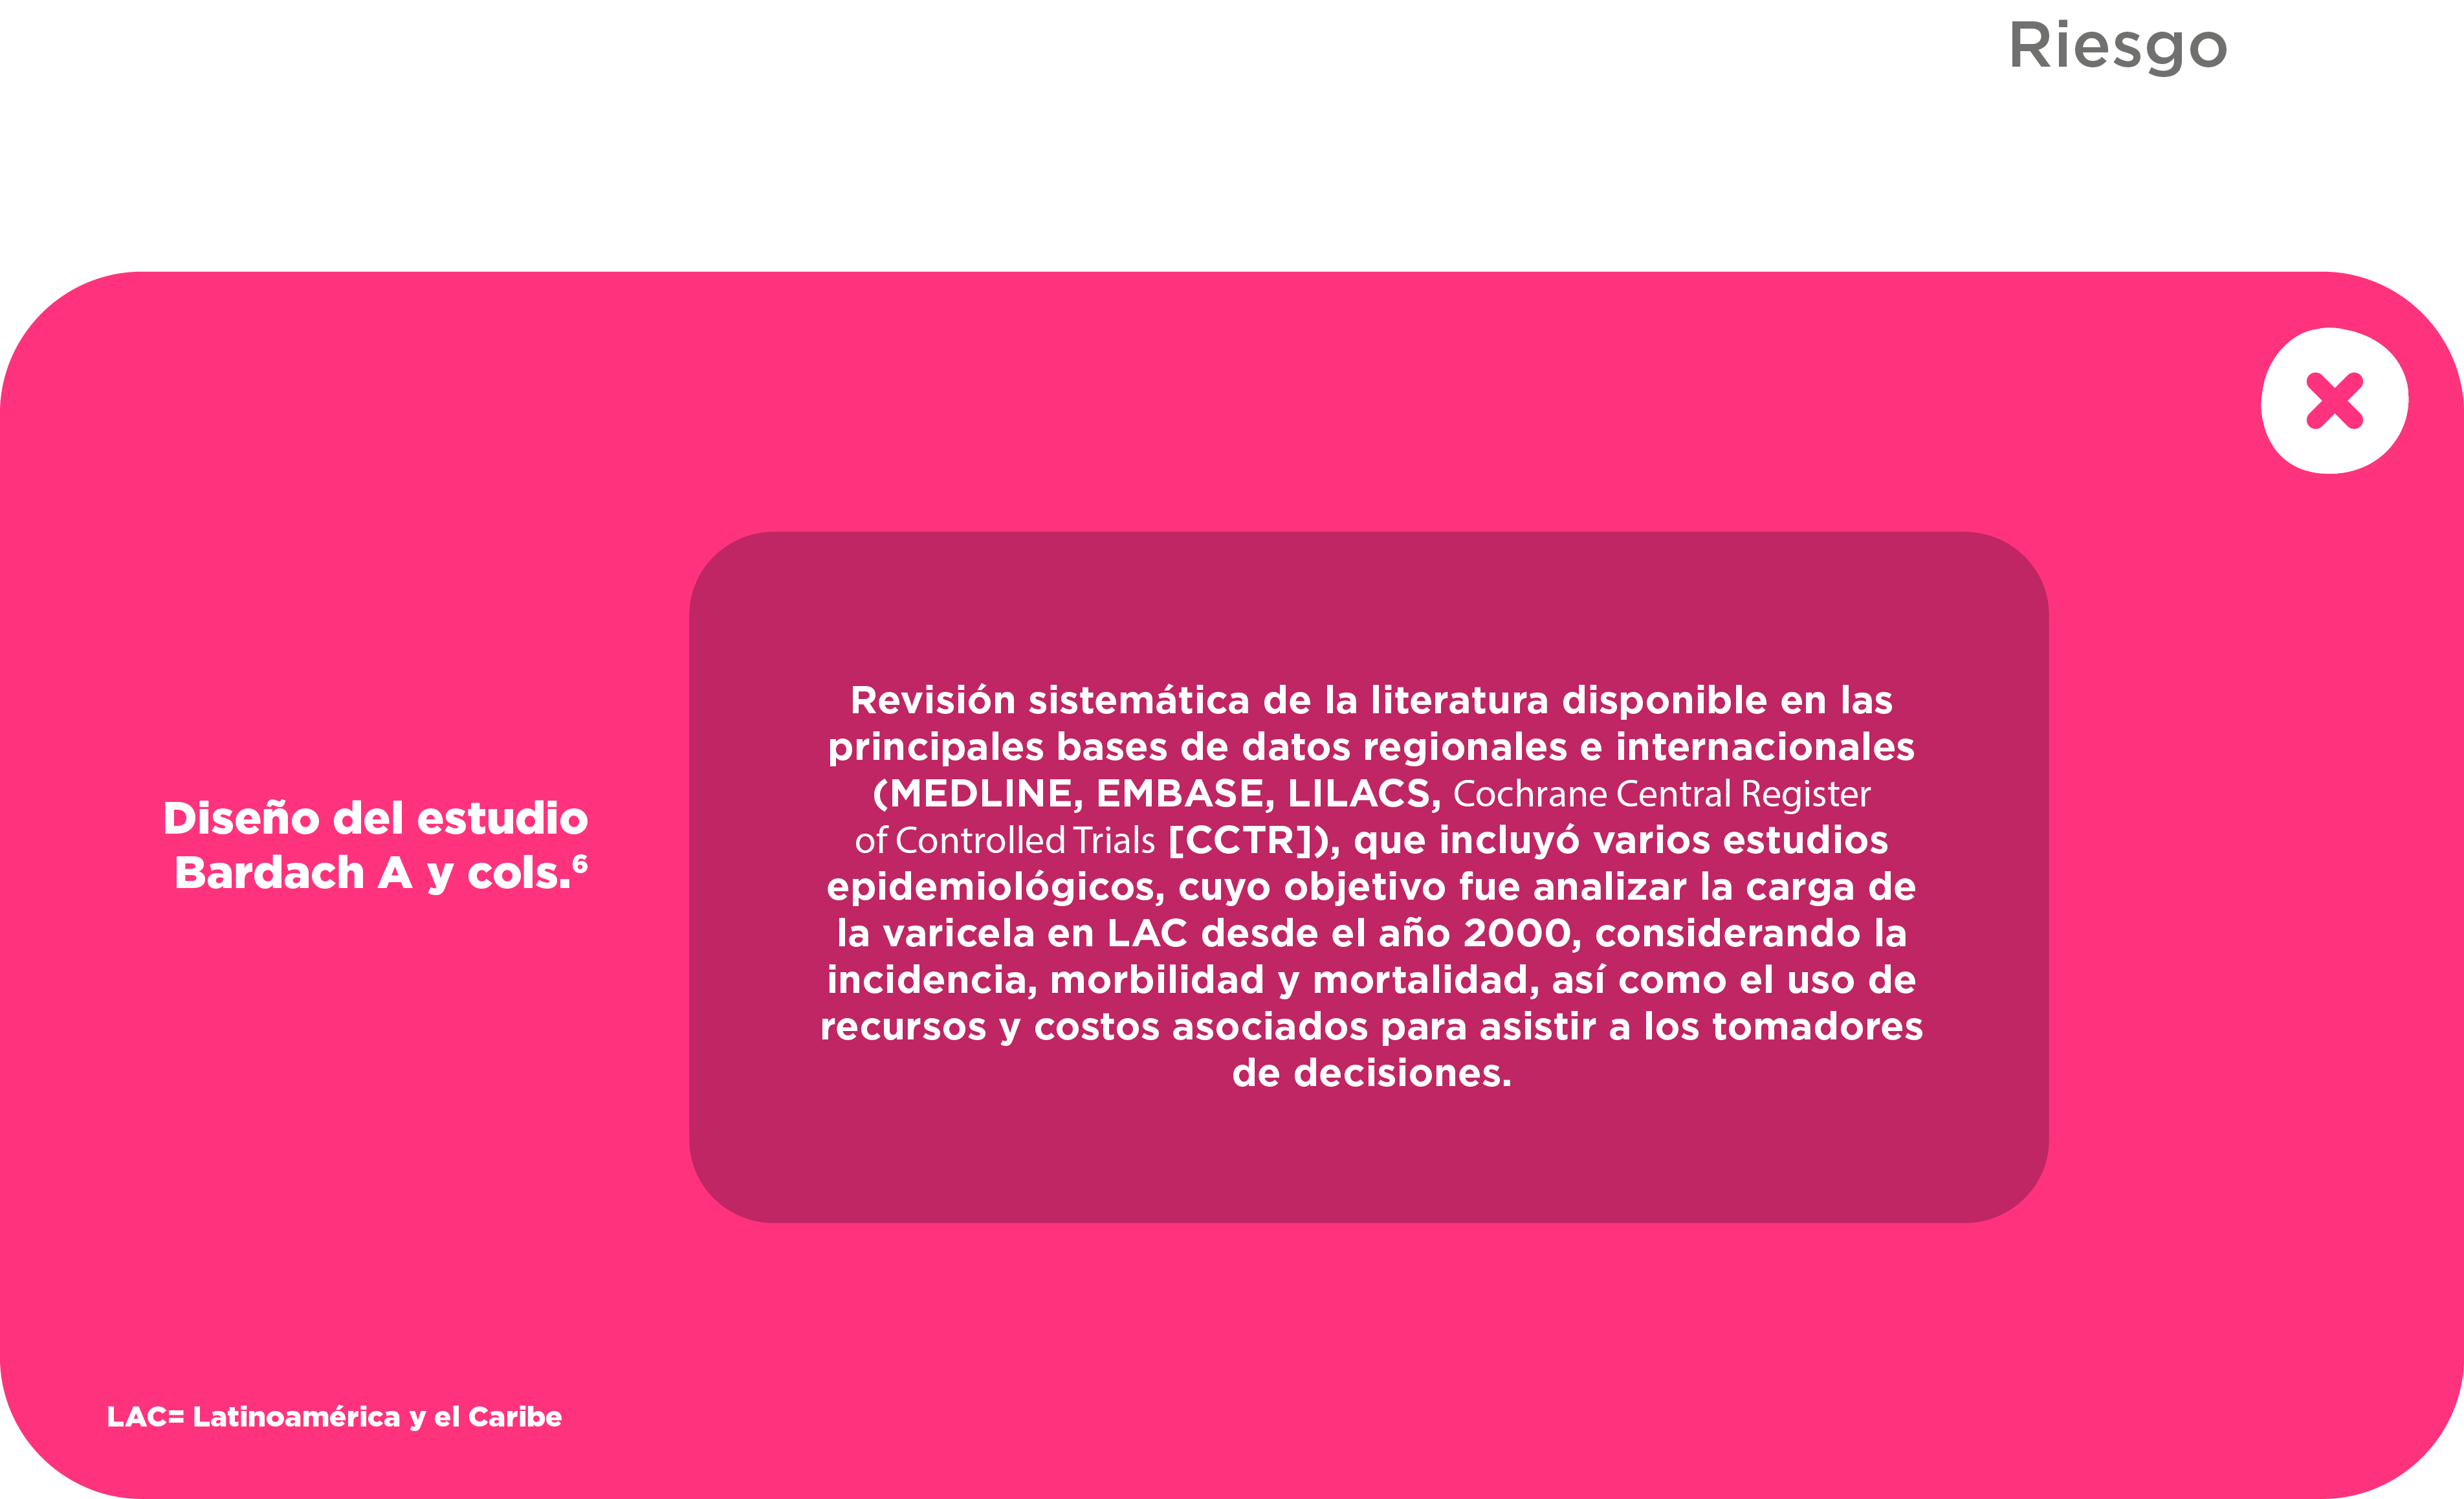 Riesgo
Diseño del estudio
Bardach A y cols.⁶
Revisión sistemática de la literatura disponible en las
principales bases de datos regionales e internacionales
(MEDLINE, EMBASE, LILACS, Cochrane Central Register
of Controlled Trials [CCTR]), que incluyó varios estudios
epidemiológicos, cuyo objetivo fue analizar la carga de
la varicela en LAC desde el año 2000, considerando la
incidencia, morbilidad y mortalidad, así como el uso de
recursos y costos asociados para asistir a los tomadores
de decisiones.
LAC= Latinoamérica y el Caribe